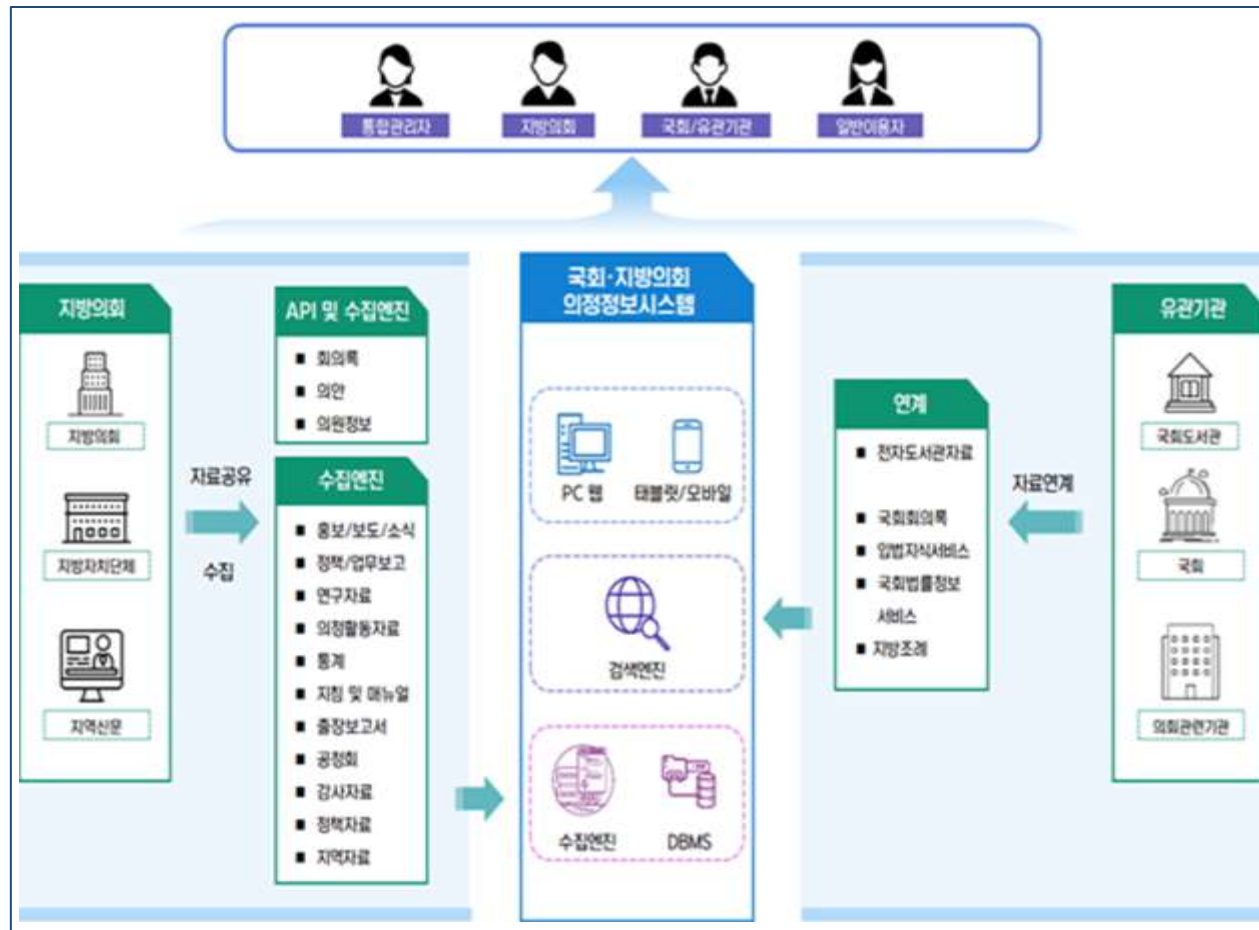 통합관리자
지방의회
국회/유관기관
일반이용자
지방의회
지방의회
지방자치단체
지역신문
자료공유
수집
API 및 수집엔진
■ 회의록
■ 의안
■ 의원정보
수집엔진
■ 홍보/보도/소식
■ 정책/업무보고
■ 연구자료
■ 의정활동자료
■ 통계
■ 지침 및 매뉴얼
■ 출장보고서
■ 공청회
■ 감사자료
■ 정책자료
■ 지역자료
국회·지방의회
의정정보시스템
PC 웹
태블릿/모바일
검색엔진
수집엔진
DBMS
연계
■ 전자도서관자료
■ 국회회의록
■ 입법지식서비스
■ 국회법률정보
서비스
■ 지방조례
자료연계
유관기관
국회도서관
국회
의회관련기관